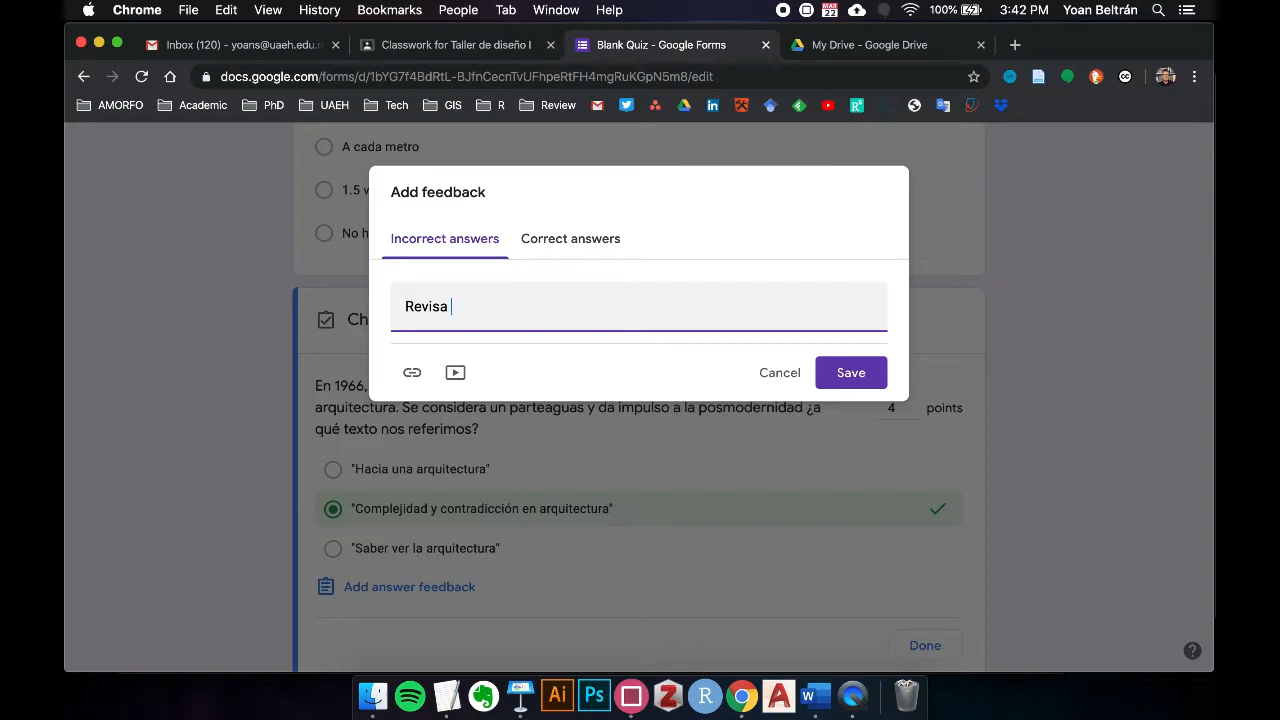 Chrome File Edit View History Bookmarks People Tab Window Help MAR 22 100% 3:42 PM Yoan Beltrán
Inbox (120) - yoans@uaeh.edu.m Classwork for Taller de diseño I Blank Quiz - Google Forms My Drive - Google Drive
docs.google.com/forms/d/1bYG7f4BdRtL-BJfnCecnTvUFhpeRtFH4mgRuKGpN5m8/edit
AMORFO Academic PhD UAEH Tech GIS R Review
A cada metro
1.5 v
No h
Add feedback
Incorrect answers Correct answers
Revisa
Cancel Save
Ch
En 1966,
arquitectura. Se considera un parteaguas y da impulso a la posmodernidad ¿a
qué texto nos referimos?
4 points
"Hacia una arquitectura"
"Complejidad y contradicción en arquitectura"
"Saber ver la arquitectura"
Add answer feedback
Done
Ai Ps Z R A W